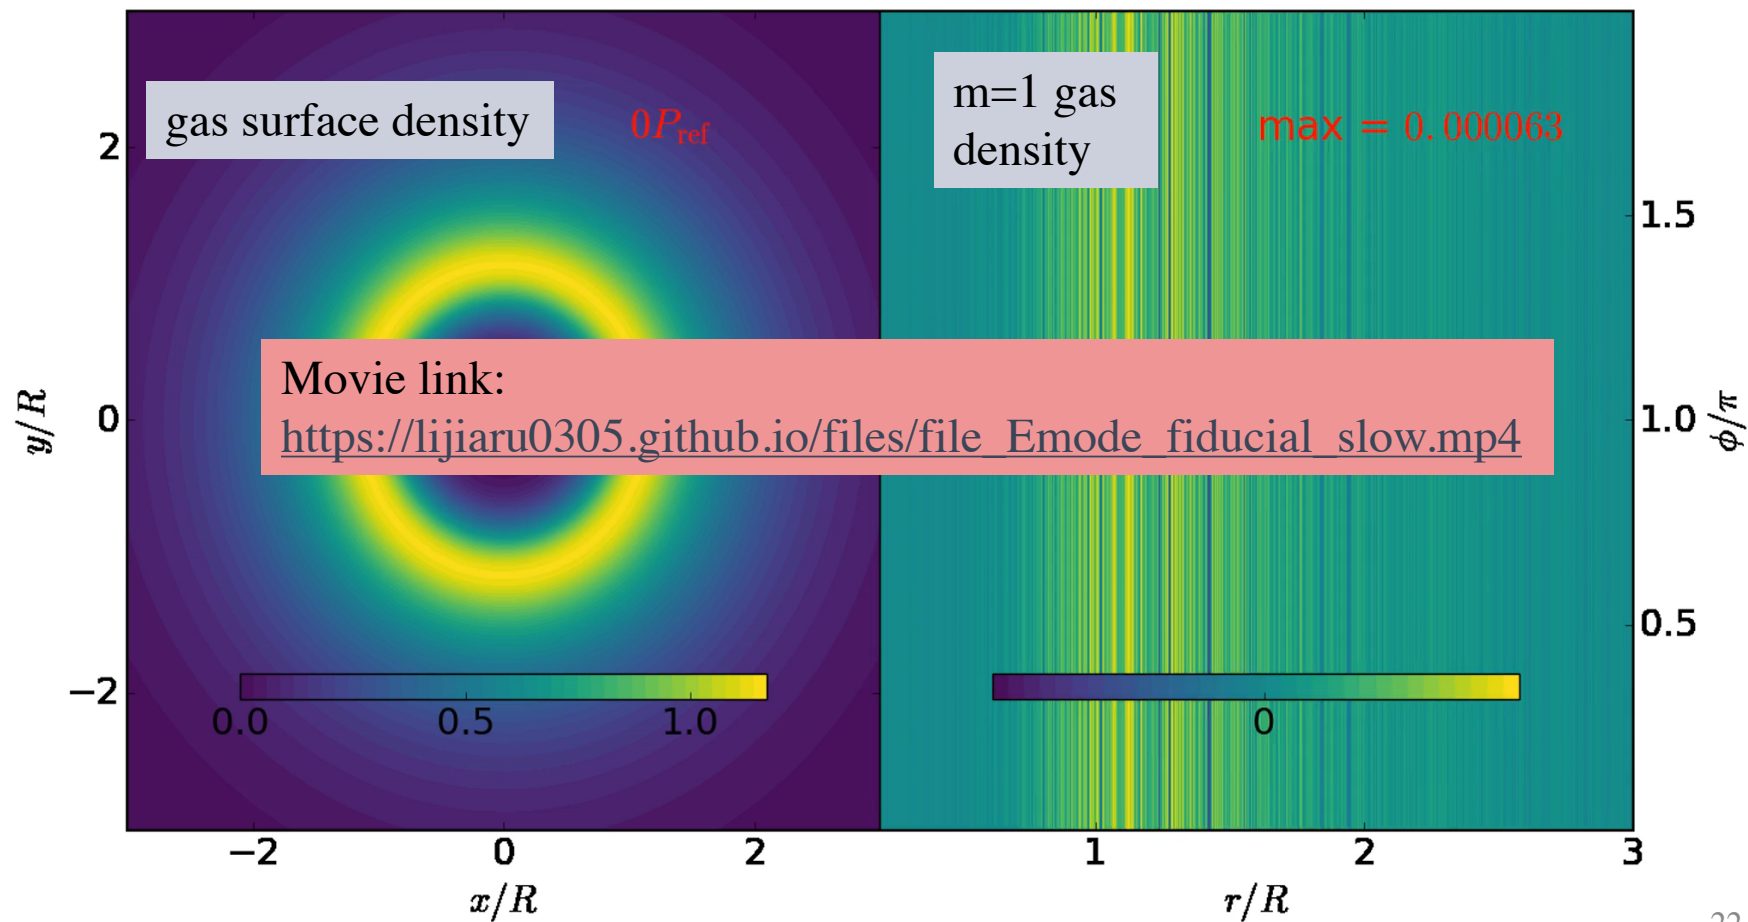 gas surface density
0P_ref
m=1 gas
density
max = 0.000063
Movie link:
https://lijiaru0305.github.io/files/file_Emode_fiducial_slow.mp4
2
0
−2
y/R
1.5
1.0
0.5
ϕ/π
0.0 0.5 1.0
0
−2 0 2
1 2 3
x/R
r/R